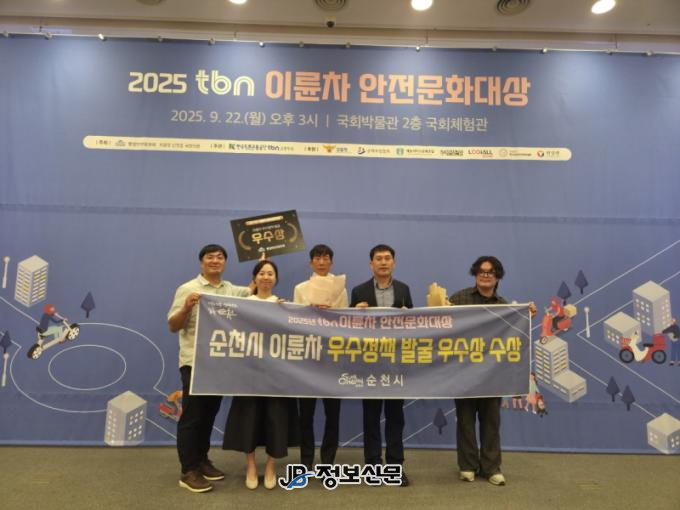 2025 tbn 이륜차 안전문화대상
2025. 9. 22.(월) 오후 3시 | 국회박물관 2층 국회체험관
우수상
2025년 tbn 이륜차 안전문화대상
순천시 이륜차 우수정책 발굴 우수상 수상
순천시
JB 정보신문